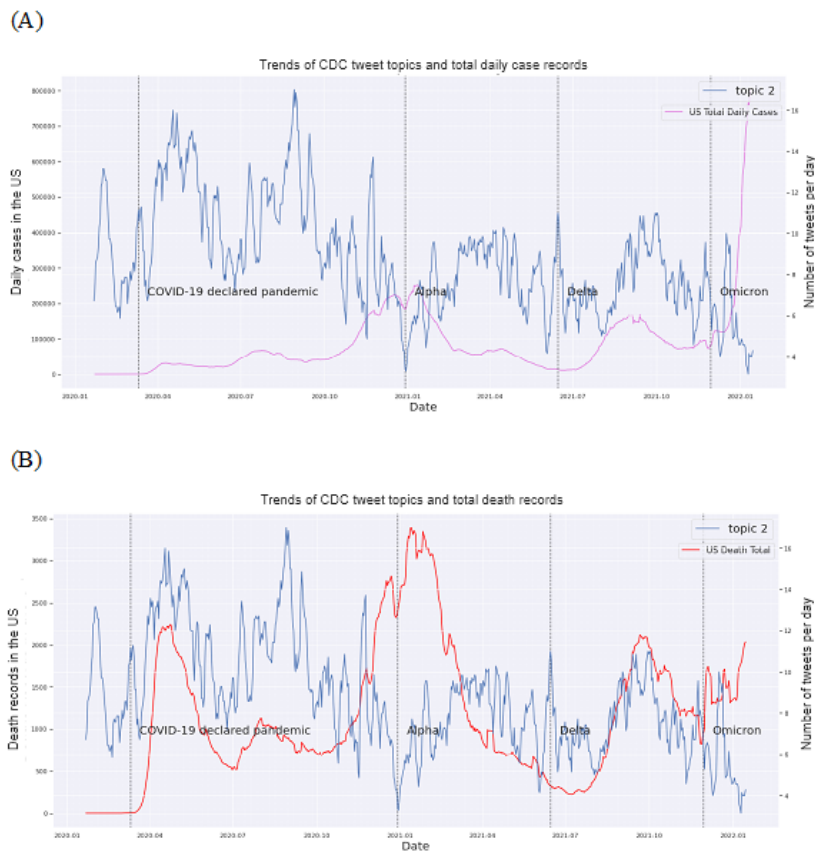 (A)
Trends of CDC tweet topics and total daily case records
topic 2
US Total Daily Cases
800000
700000
600000
500000
400000
300000
200000
100000
0
Daily cases in the US
16
14
12
10
8
6
4
Number of tweets per day
COVID-19 declared pandemic
Alpha
Delta
Omicron
2020-01 2020-04 2020-07 2020-10 2021-01 2021-04 2021-07 2021-10 2022-01
Date
(B)
Trends of CDC tweet topics and total death records
topic 2
US Death Total
3500
3000
2500
2000
1500
1000
500
0
Death records in the US
16
14
12
10
8
6
4
Number of tweets per day
COVID-19 declared pandemic
Alpha
Delta
Omicron
2020-01 2020-04 2020-07 2020-10 2021-01 2021-04 2021-07 2021-10 2022-01
Date